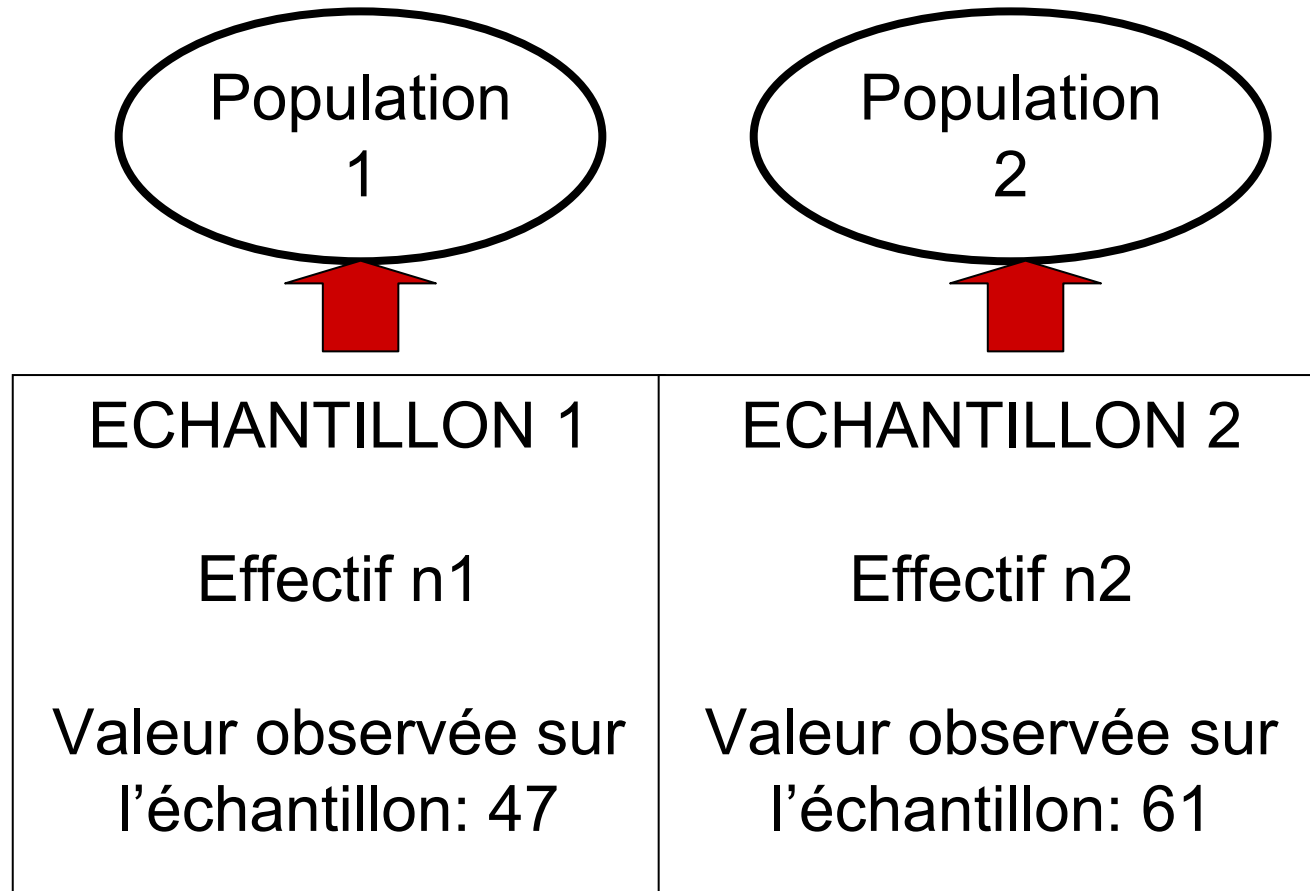 Population
1
Population
2
ECHANTILLON 1
Effectif n1
Valeur observée sur
l’échantillon: 47
ECHANTILLON 2
Effectif n2
Valeur observée sur
l’échantillon: 61